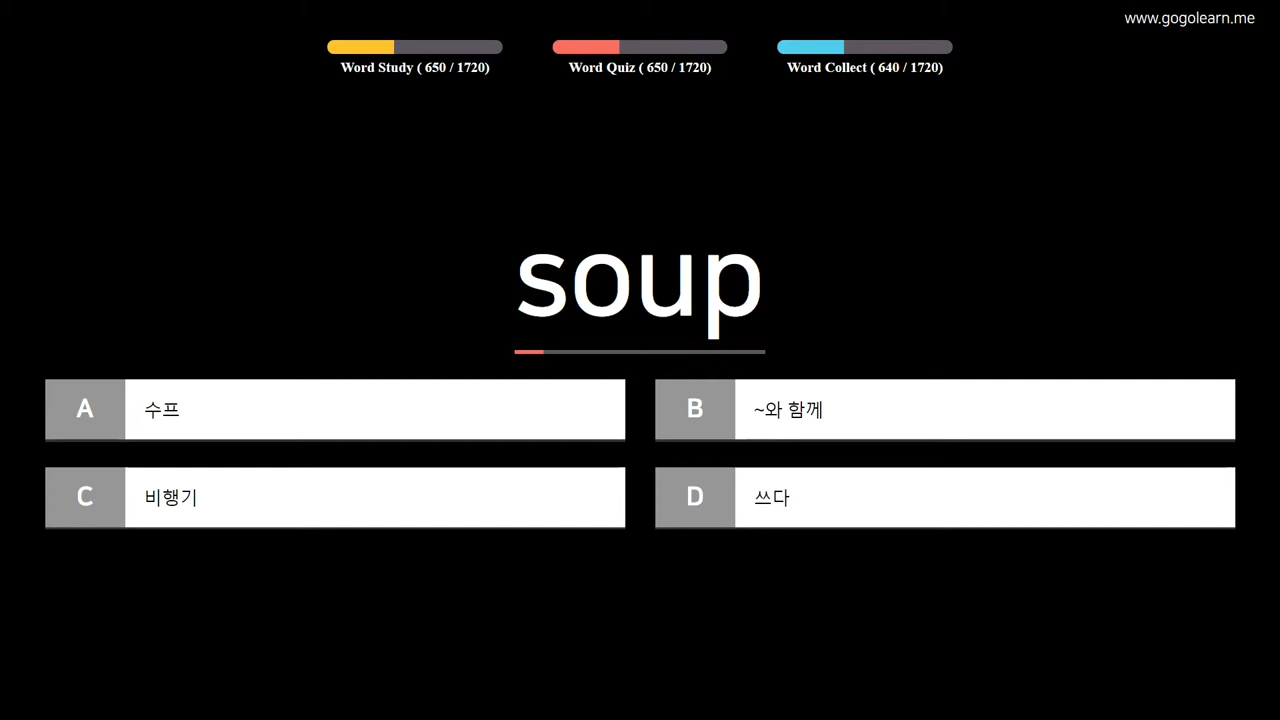 www.gogolearn.me
Word Study ( 650 / 1720)
Word Quiz ( 650 / 1720)
Word Collect ( 640 / 1720)
soup
A 수프
B ~와 함께
C 비행기
D 쓰다